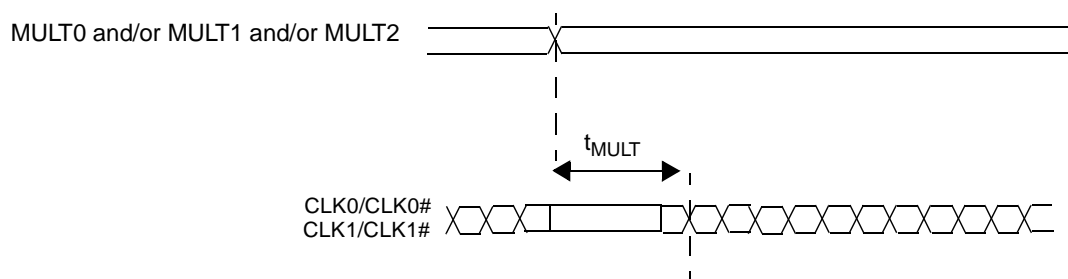 MULT0 and/or MULT1 and/or MULT2
tMULT
CLK0/CLK0#
CLK1/CLK1#